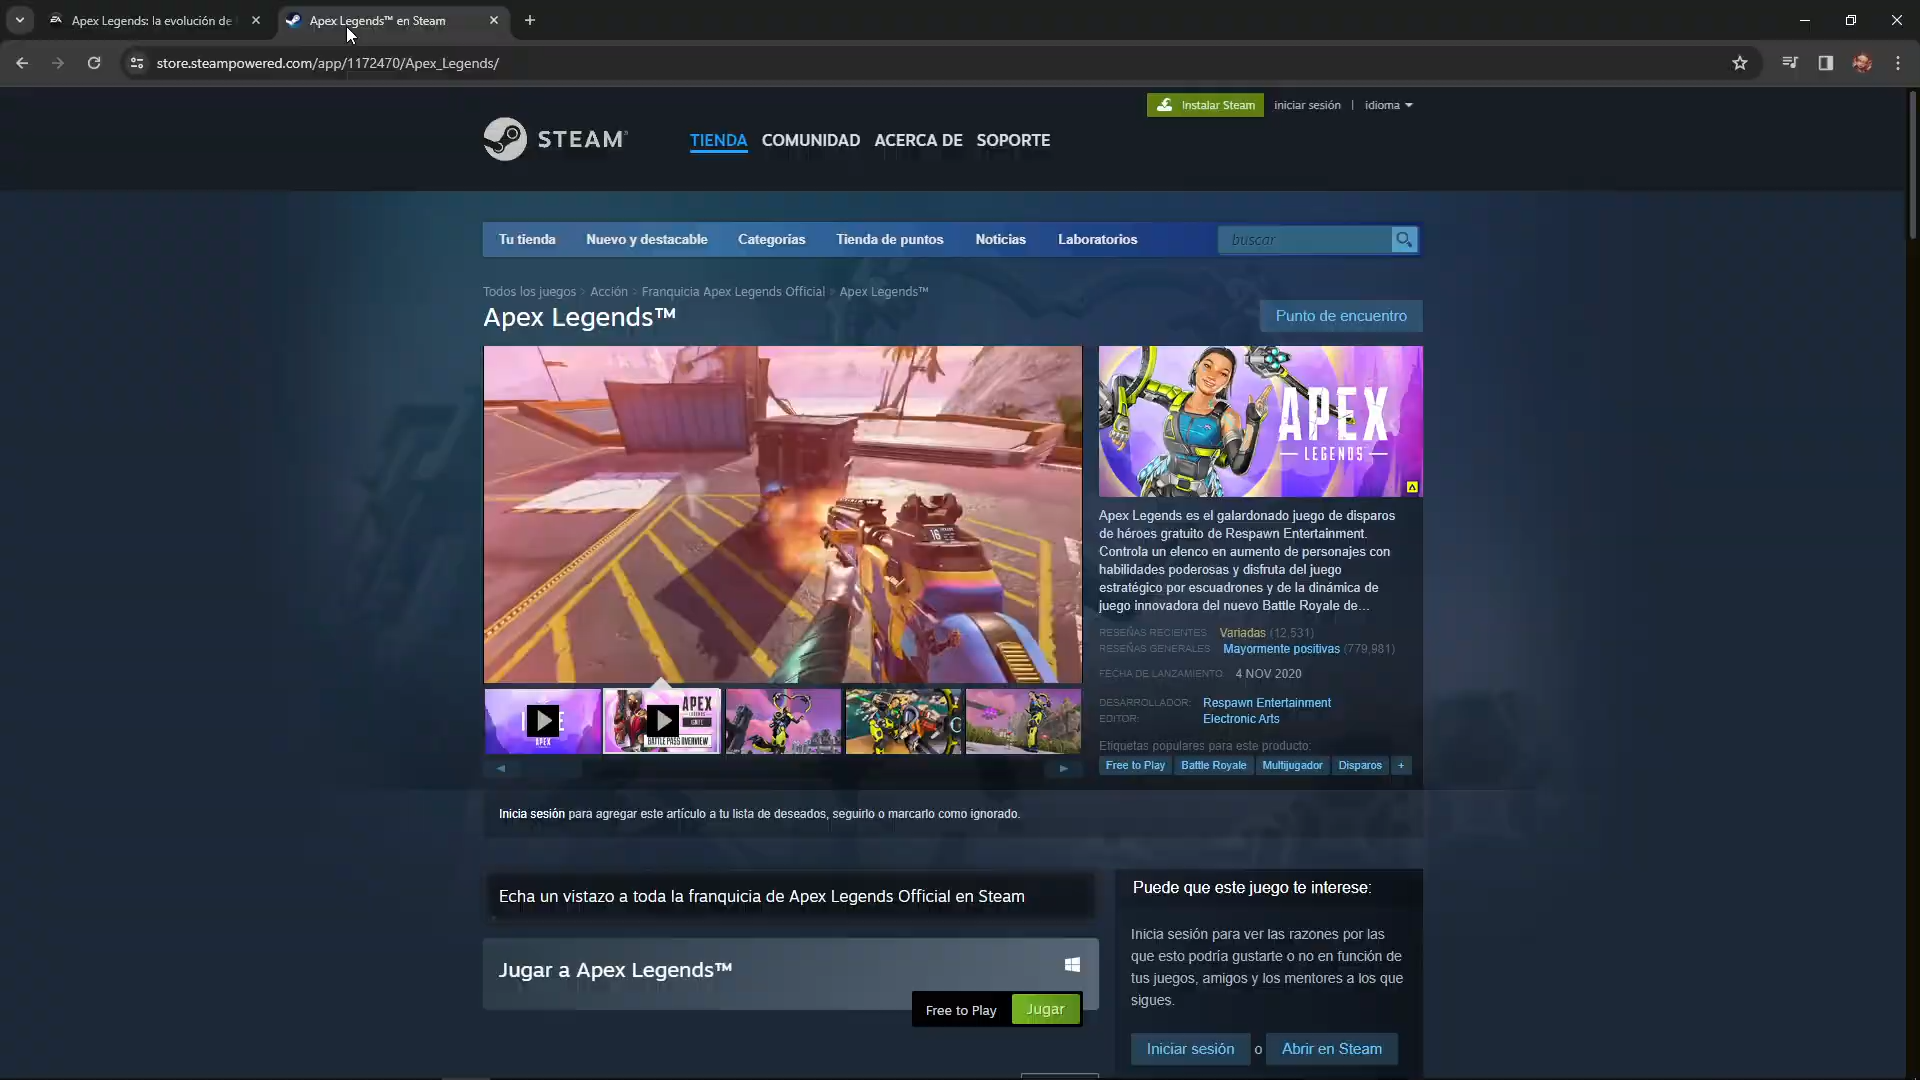 Apex Legends: la evolución de
Apex Legends™ en Steam
store.steampowered.com/app/1172470/Apex_Legends/
Instalar Steam
iniciar sesión | idioma
STEAM
TIENDA
COMUNIDAD
ACERCA DE
SOPORTE
Tu tienda
Nuevo y destacable
Categorías
Tienda de puntos
Noticias
Laboratorios
buscar
Todos los juegos > Acción > Franquicia Apex Legends Official > Apex Legends™
Apex Legends™
Punto de encuentro
16
APEX
LEGENDS
Apex Legends es el galardonado juego de disparos
de héroes gratuito de Respawn Entertainment.
Controla un elenco en aumento de personajes con
habilidades poderosas y disfruta del juego
estratégico por escuadrones y de la dinámica de
juego innovadora del nuevo Battle Royale de...
RESEÑAS RECIENTES: Variadas (12,531)
RESEÑAS GENERALES: Mayormente positivas (779,981)
FECHA DE LANZAMIENTO: 4 NOV 2020
DESARROLLADOR: Respawn Entertainment
EDITOR: Electronic Arts
Etiquetas populares para este producto:
Free to Play
Battle Royale
Multijugador
Disparos
+
APEX
APEX
LEGENDS
IGNITE
BATTLE PASS OVERVIEW
Inicia sesión para agregar este artículo a tu lista de deseados, seguirlo o marcarlo como ignorado.
Echa un vistazo a toda la franquicia de Apex Legends Official en Steam
Jugar a Apex Legends™
Free to Play
Jugar
Puede que este juego te interese:
Inicia sesión para ver las razones por las
que esto podría gustarte o no en función de
tus juegos, amigos y los mentores a los que
sigues.
Iniciar sesión o Abrir en Steam